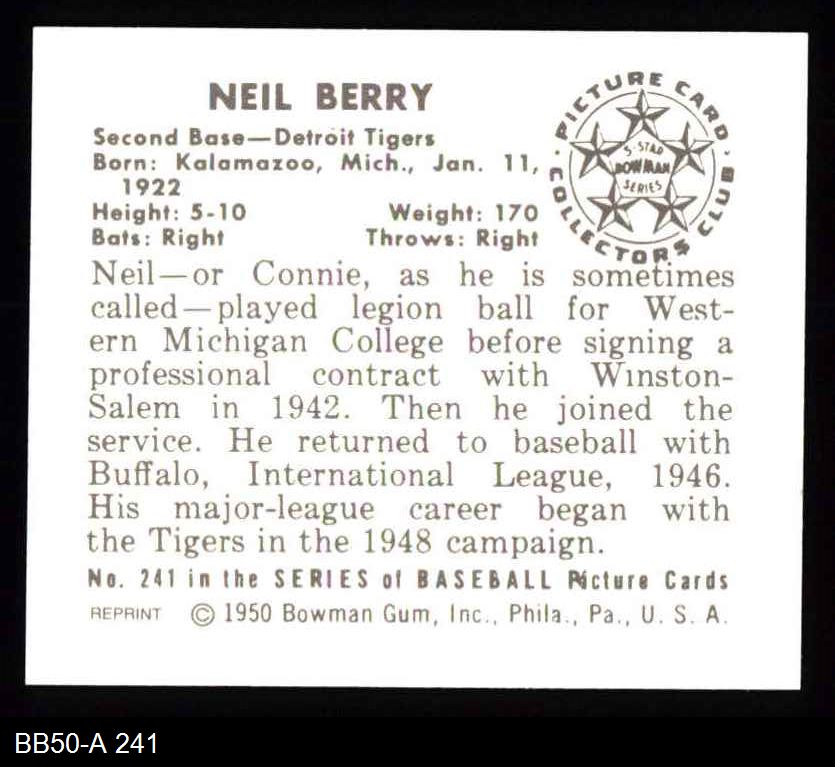 NEIL BERRY
Second Base—Detroit Tigers
Born: Kalamazoo, Mich., Jan. 11,
1922
Height: 5-10 Weight: 170
Bats: Right Throws: Right
PICTURE CARD
COLLECTORS CLUB
5-STAR
BOWMAN
SERIES
Neil—or Connie, as he is sometimes
called—played legion ball for West-
ern Michigan College before signing a
professional contract with Winston-
Salem in 1942. Then he joined the
service. He returned to baseball with
Buffalo, International League, 1946.
His major-league career began with
the Tigers in the 1948 campaign.
No. 241 in the SERIES of BASEBALL Picture Cards
REPRINT © 1950 Bowman Gum, Inc., Phila., Pa., U. S. A.
BB50-A 241